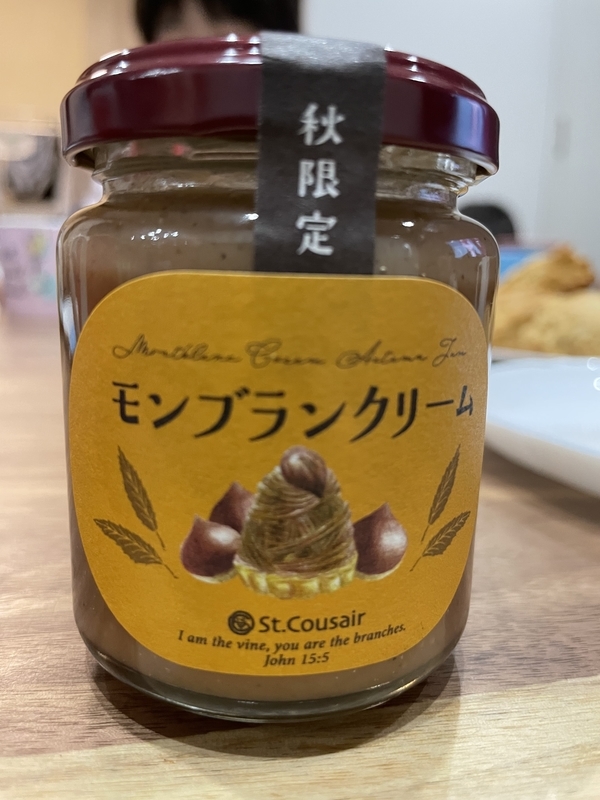 秋限定
Montblanc Cream Autumn Jam
モンブランクリーム
St.Cousair
I am the vine, you are the branches.
John 15:5